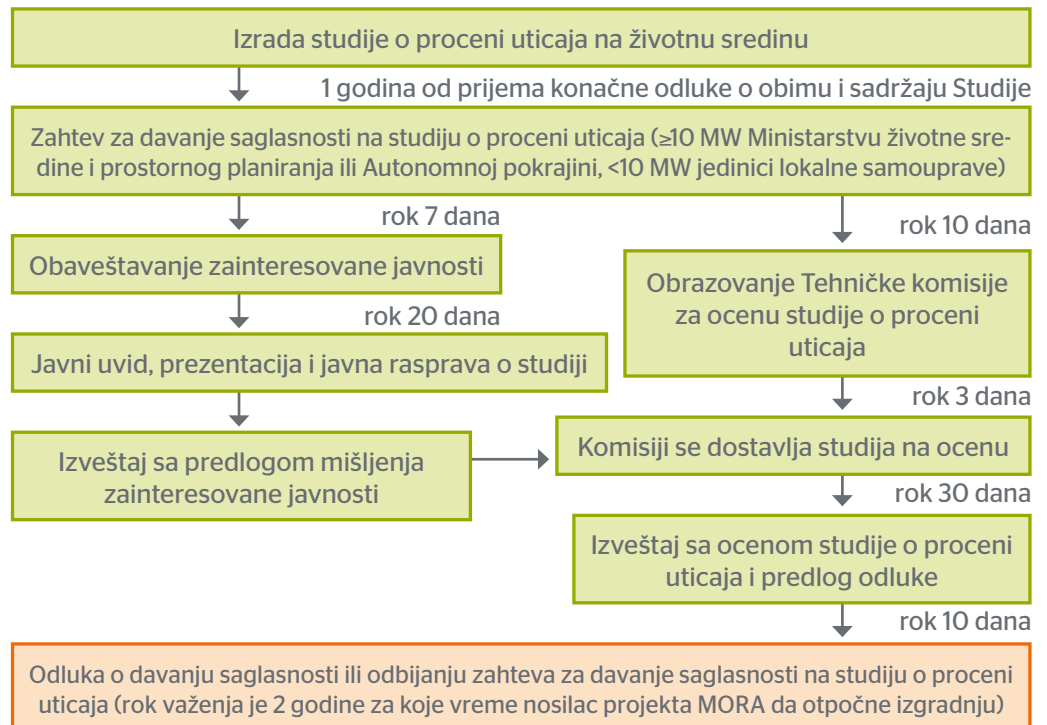 Izrada studije o proceni uticaja na životnu sredinu
1 godina od prijema konačne odluke o obimu i sadržaju Studije
Zahtev za davanje saglasnosti na studiju o proceni uticaja (≥10 MW Ministarstvu životne sre-
dine i prostornog planiranja ili Autonomnoj pokrajini, <10 MW jedinici lokalne samouprave)
rok 7 dana
Obaveštavanje zainteresovane javnosti
rok 20 dana
Javni uvid, prezentacija i javna rasprava o studiji
Izveštaj sa predlogom mišljenja
zainteresovane javnosti
rok 10 dana
Obrazovanje Tehničke komisije
za ocenu studije o proceni
uticaja
rok 3 dana
Komisiji se dostavlja studija na ocenu
rok 30 dana
Izveštaj sa ocenom studije o proceni
uticaja i predlog odluke
rok 10 dana
Odluka o davanju saglasnosti ili odbijanju zahteva za davanje saglasnosti na studiju o proceni
uticaja (rok važenja je 2 godine za koje vreme nosilac projekta MORA da otpočne izgradnju)